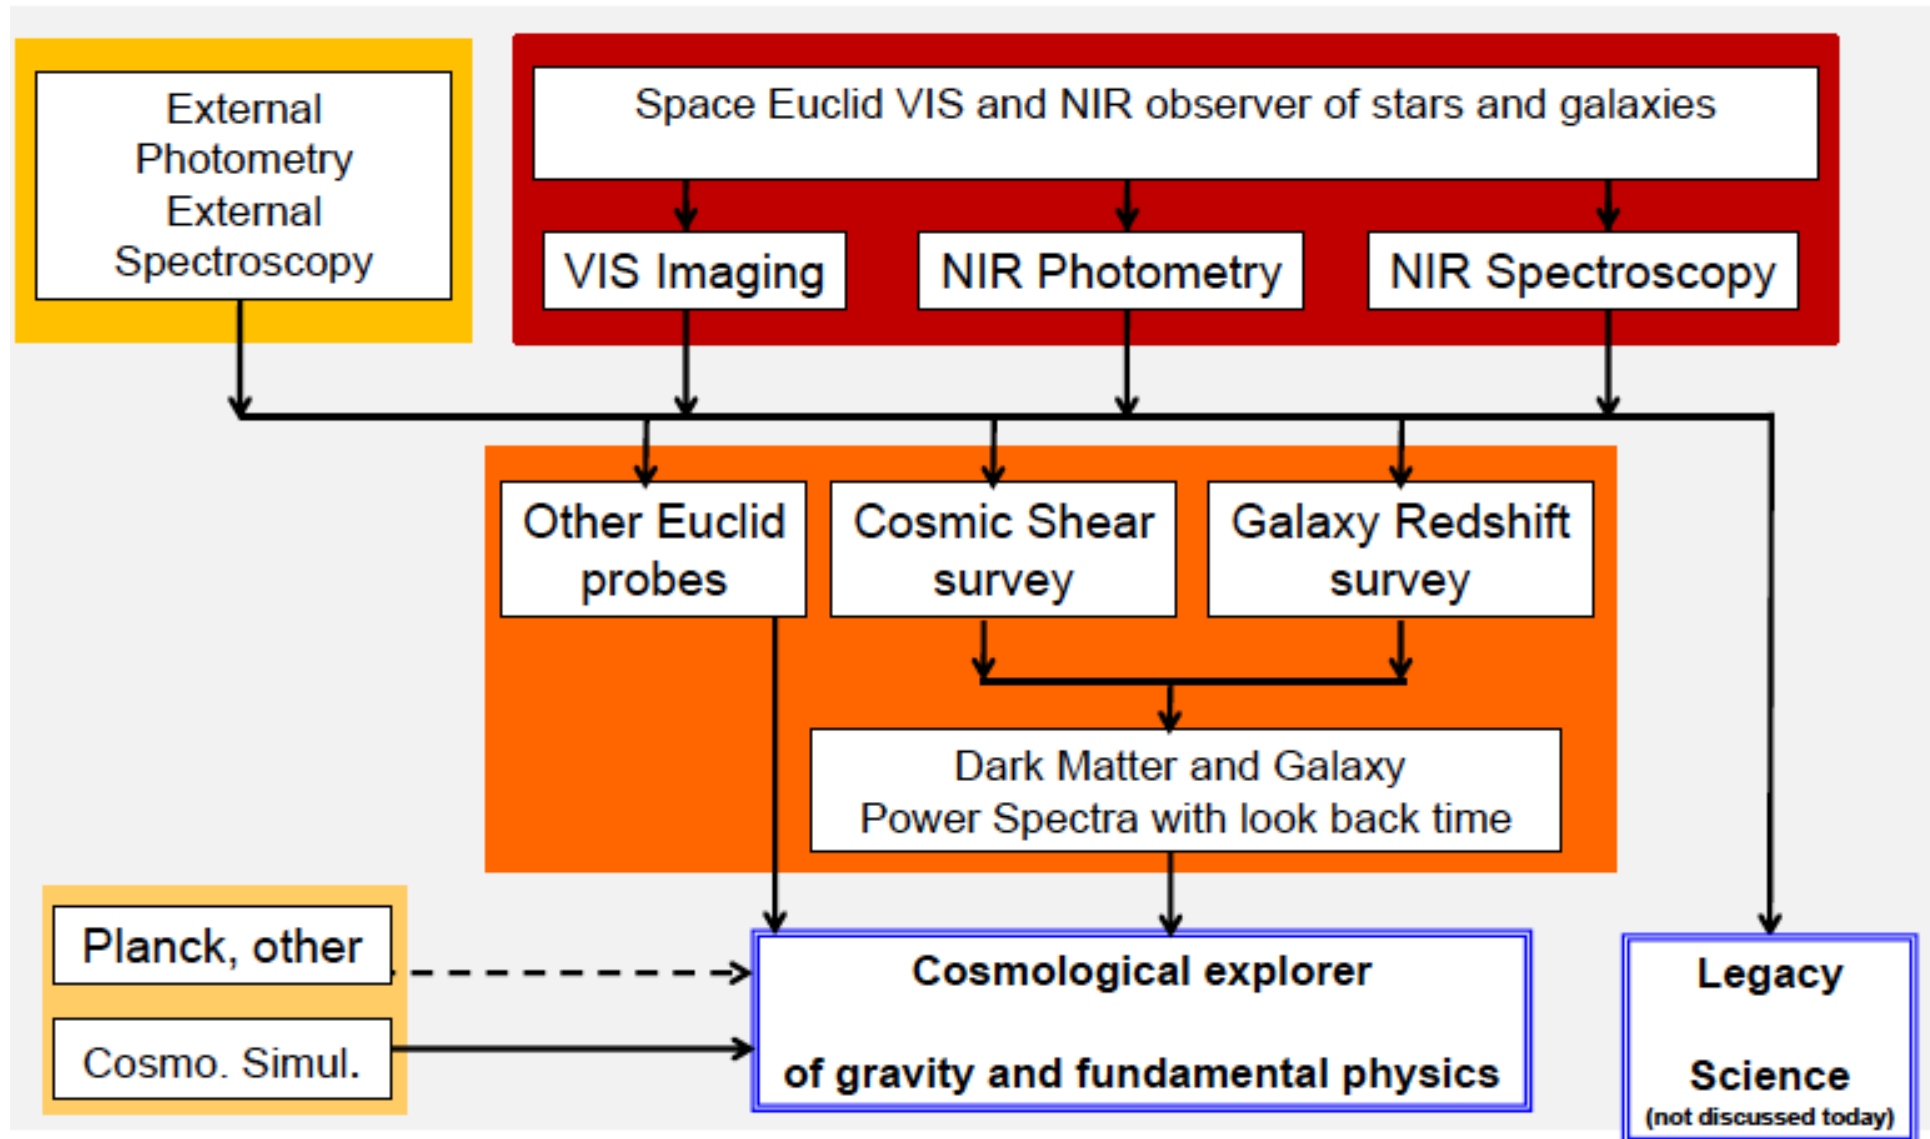 External
Photometry
External
Spectroscopy
Space Euclid VIS and NIR observer of stars and galaxies
VIS Imaging
NIR Photometry
NIR Spectroscopy
Other Euclid
probes
Cosmic Shear
survey
Galaxy Redshift
survey
Dark Matter and Galaxy
Power Spectra with look back time
Planck, other
Cosmo. Simul.
Cosmological explorer
of gravity and fundamental physics
Legacy
Science
(not discussed today)